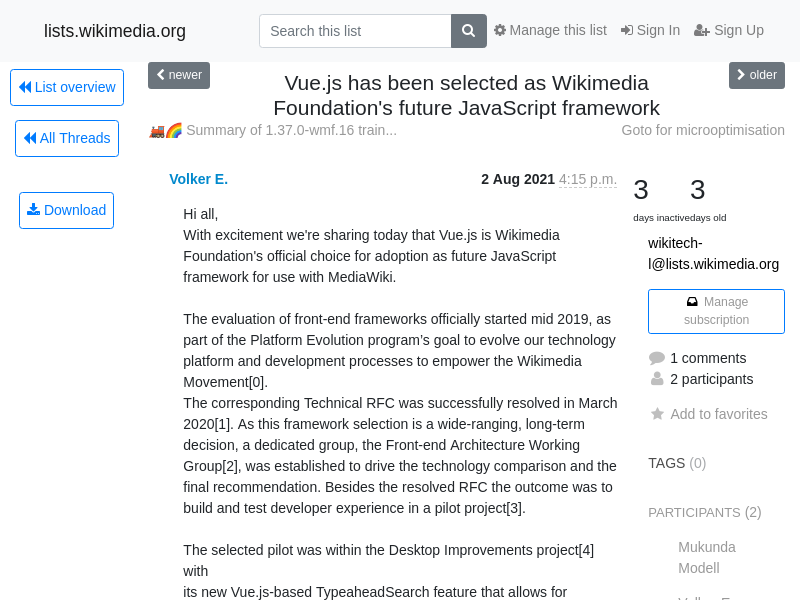 lists.wikimedia.org
Search this list
Manage this list
Sign In
Sign Up
List overview
All Threads
Download
newer
older
Vue.js has been selected as Wikimedia
Foundation's future JavaScript framework
Summary of 1.37.0-wmf.16 train...
Goto for microoptimisation
Volker E.
2 Aug 2021 4:15 p.m.
Hi all,
With excitement we're sharing today that Vue.js is Wikimedia
Foundation's official choice for adoption as future JavaScript
framework for use with MediaWiki.
The evaluation of front-end frameworks officially started mid 2019, as
part of the Platform Evolution program’s goal to evolve our technology
platform and development processes to empower the Wikimedia
Movement[0].
The corresponding Technical RFC was successfully resolved in March
2020[1]. As this framework selection is a wide-ranging, long-term
decision, a dedicated group, the Front-end Architecture Working
Group[2], was established to drive the technology comparison and the
final recommendation. Besides the resolved RFC the outcome was to
build and test developer experience in a pilot project[3].
The selected pilot was within the Desktop Improvements project[4]
with
its new Vue.js-based TypeaheadSearch feature that allows for
3 3
days inactive days old
wikitech-
l@lists.wikimedia.org
Manage
subscription
1 comments
2 participants
Add to favorites
TAGS (0)
PARTICIPANTS (2)
Mukunda
Modell
Volker E.